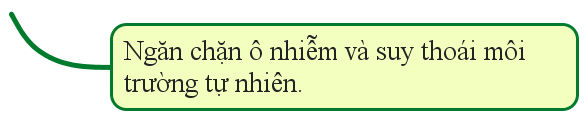 Ngăn chặn ô nhiễm và suy thoái môi
trường tự nhiên.